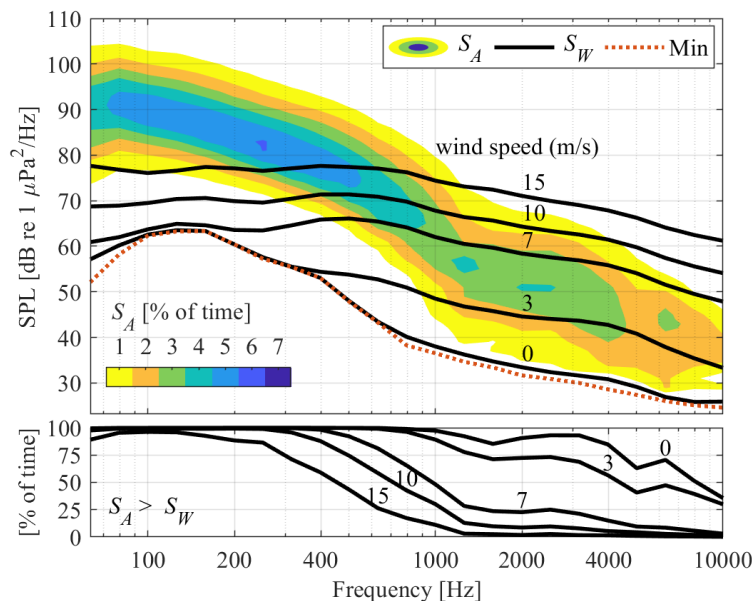 110
100
90
80
70
60
50
40
30
SPL [dB re 1 μPa²/Hz]
S_A S_W Min
wind speed (m/s)
15
10
7
3
0
S_A [% of time]
1 2 3 4 5 6 7
100
75
50
25
0
[% of time]
S_A > S_W
15
10
7
3
0
100 200 400 1000 2000 4000 10000
Frequency [Hz]